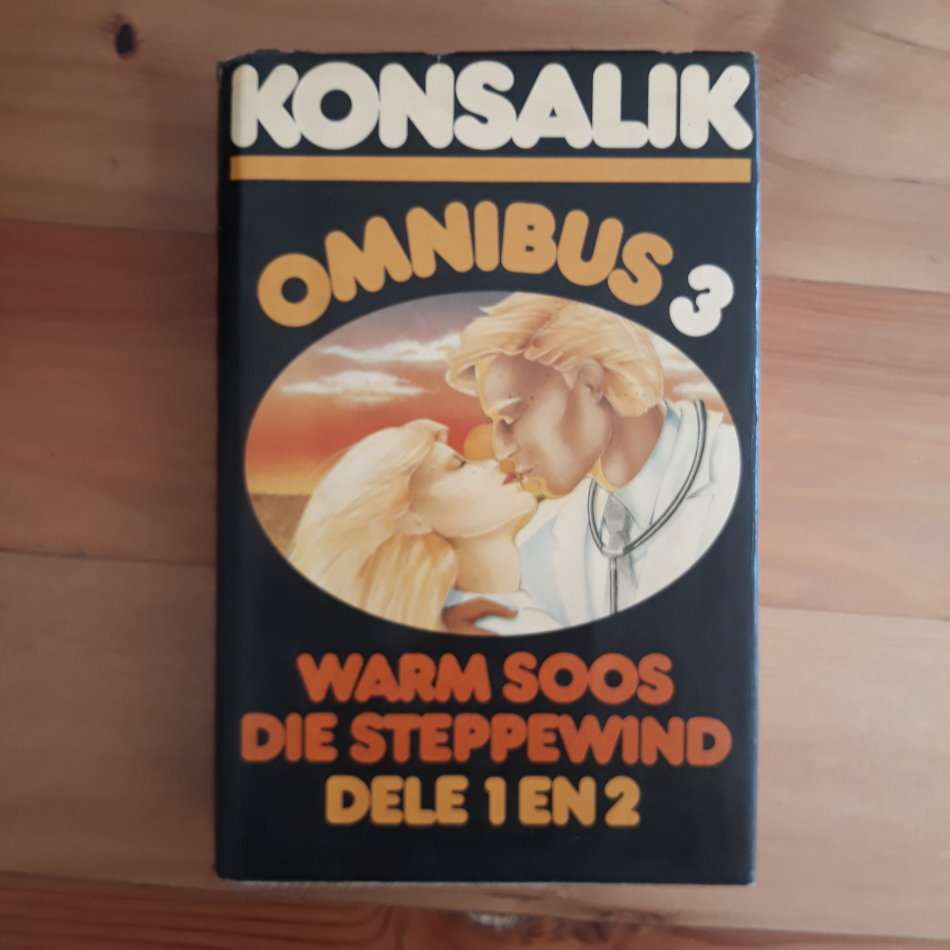 KONSALIK
OMNIBUS 3
WARM SOOS
DIE STEPPEWIND
DELE 1 EN 2